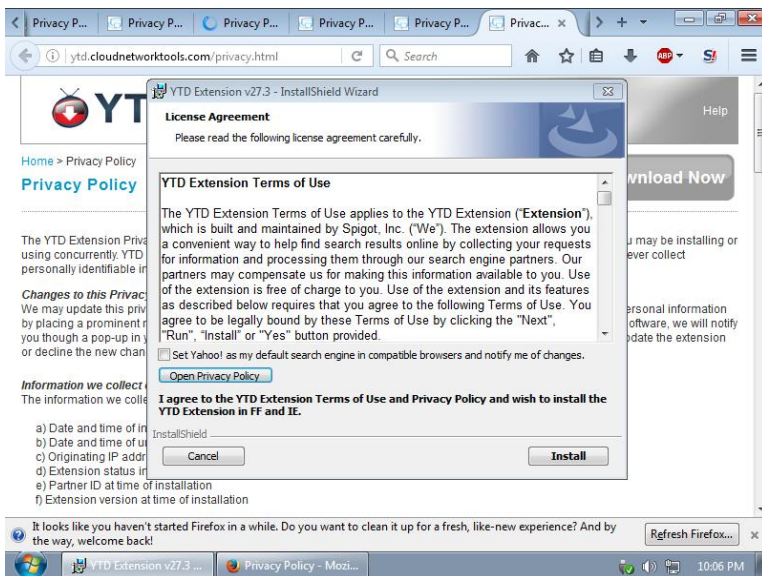 Privacy P...
Privacy P...
Privacy P...
Privacy P...
Privacy P...
Privac...
ytd.cloudnetworktools.com/privacy.html
Search
ABP
S!
YT
Help
YTD Extension v27.3 - InstallShield Wizard
License Agreement
Please read the following license agreement carefully.
Home > Privacy Policy
Privacy Policy
wnload Now
YTD Extension Terms of Use
The YTD Extension Terms of Use applies to the YTD Extension (“Extension”),
which is built and maintained by Spigot, Inc. (“We”). The extension allows you
a convenient way to help find search results online by collecting your requests
for information and processing them through our search engine partners. Our
partners may compensate us for making this information available to you. Use
of the extension is free of charge to you. Use of the extension and its features
as described below requires that you agree to the following Terms of Use. You
agree to be legally bound by these Terms of Use by clicking the "Next",
"Run", “Install” or "Yes" button provided.
Set Yahoo! as my default search engine in compatible browsers and notify me of changes.
Open Privacy Policy
I agree to the YTD Extension Terms of Use and Privacy Policy and wish to install the
YTD Extension in FF and IE.
InstallShield
Cancel
Install
The YTD Extension Priva
u may be installing or
using concurrently. YTD
ever collect
personally identifiable in
Changes to this Privac
We may update this priv
ersonal information
by placing a prominent n
oftware, we will notify
you though a pop-up in y
pdate the extension
or decline the new chan
Information we collect
The information we colle
a) Date and time of in
b) Date and time of u
c) Originating IP addr
d) Extension status in
e) Partner ID at time of installation
f) Extension version at time of installation
It looks like you haven't started Firefox in a while. Do you want to clean it up for a fresh, like-new experience? And by
the way, welcome back!
Refresh Firefox...
YTD Extension v27.3 ...
Privacy Policy - Mozi...
10:06 PM